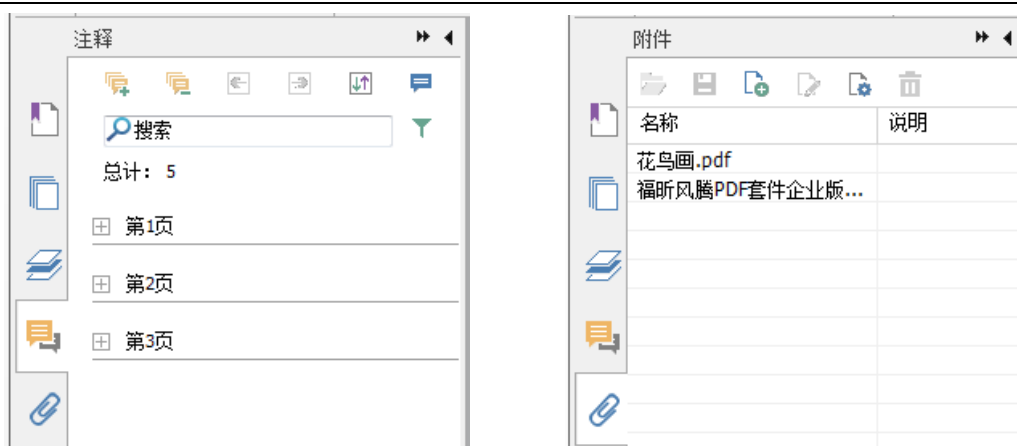 注释
搜索
总计： 5
第1页
第2页
第3页
附件
名称 说明
花鸟画.pdf
福昕风腾PDF套件企业版...